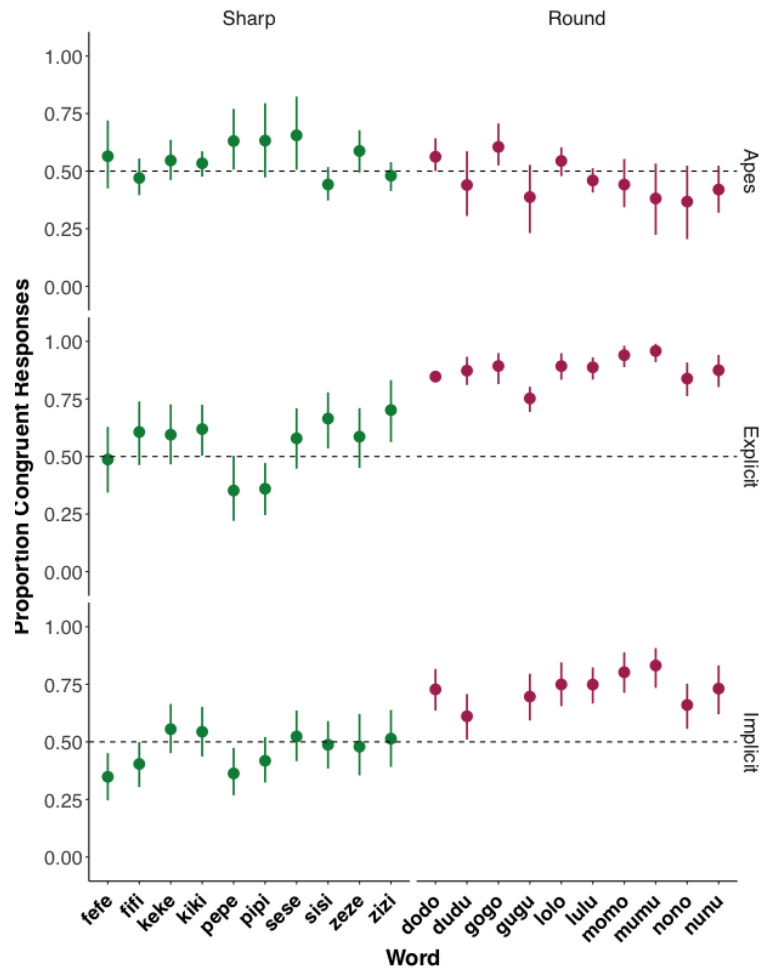 Sharp Round
1.00
0.75
0.50
0.25
0.00
Apes
1.00
0.75
0.50
0.25
0.00
Explicit
1.00
0.75
0.50
0.25
0.00
Implicit
Proportion Congruent Responses
fefe fifi keke kiki pepe pipi sese sisi zeze zizi dodo dudu gogo gugu lolo lulu momo mumu nono nunu
Word